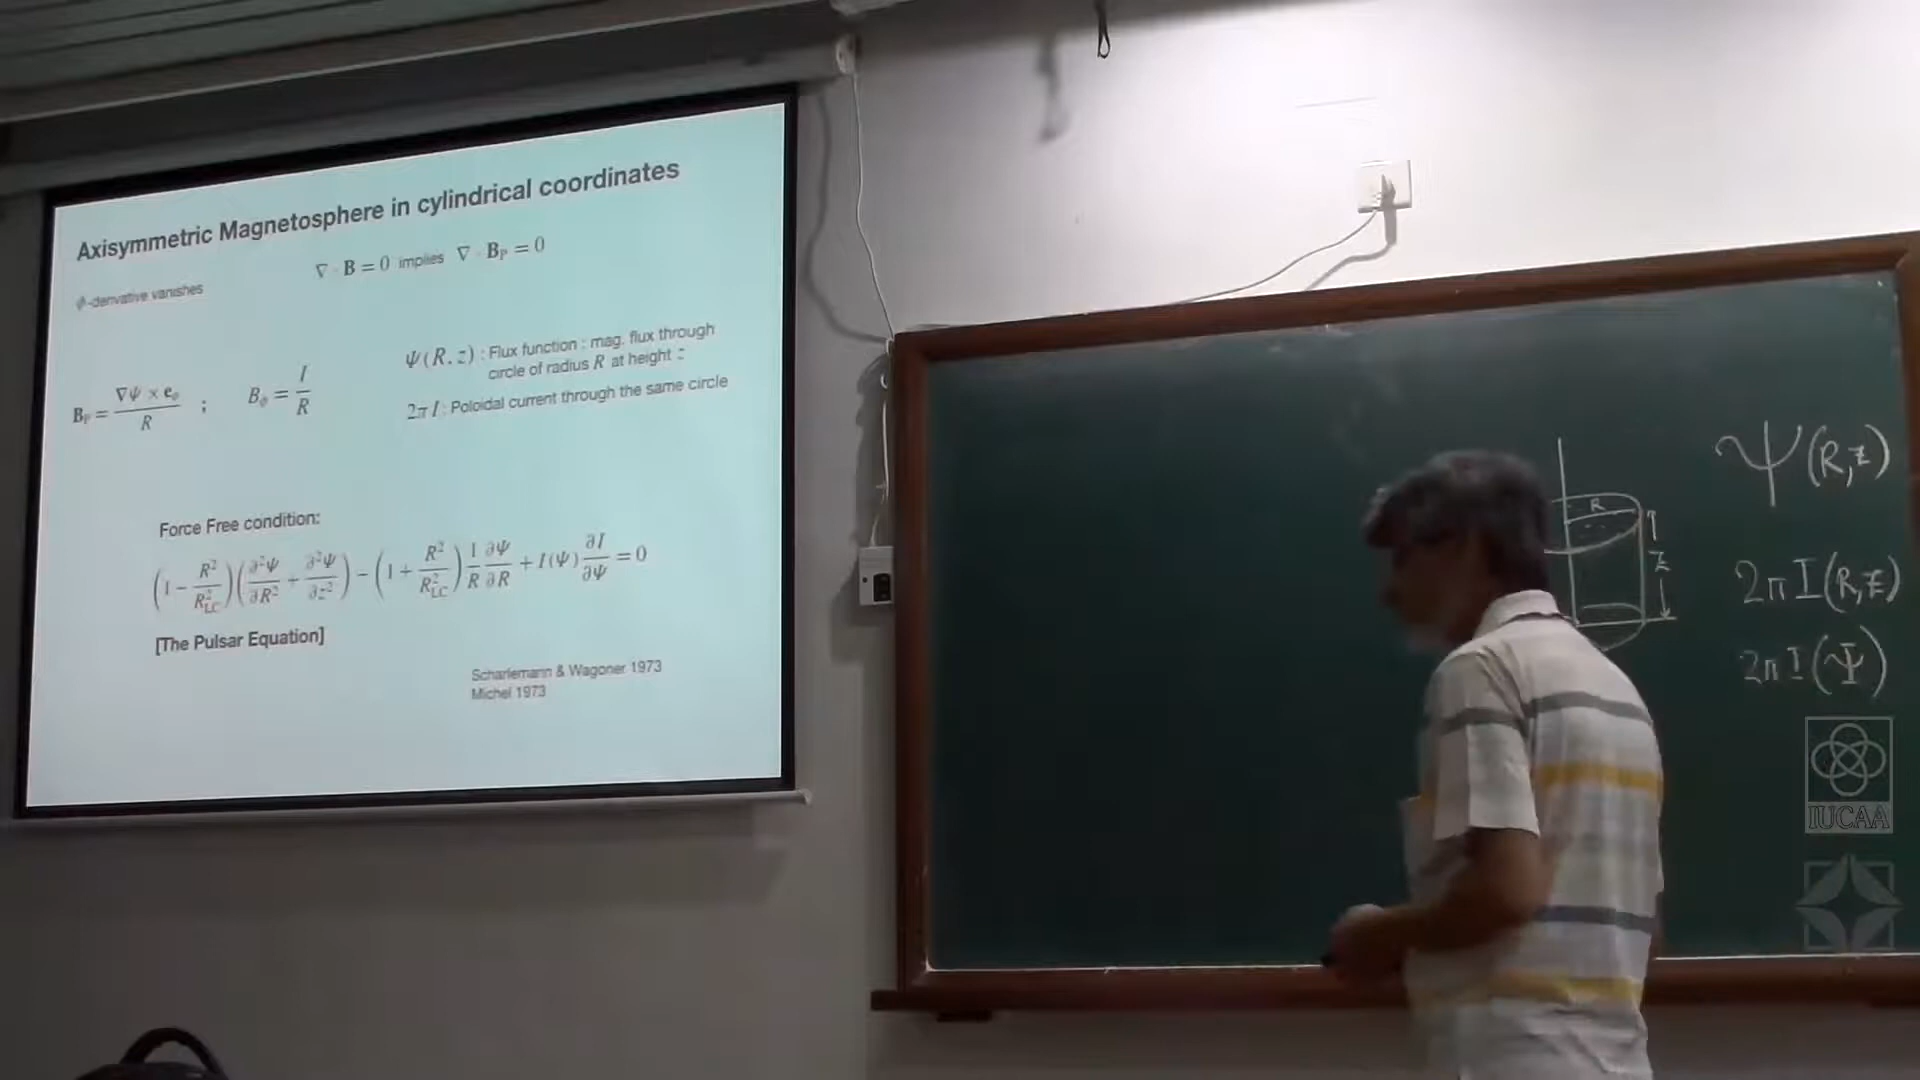 Axisymmetric Magnetosphere in cylindrical coordinates
∇ · B = 0 implies ∇ · B_P = 0
ϕ-derivative vanishes
B_P = (∇Ψ × e_ϕ) / R ; B_ϕ = I / R
Ψ(R, z) : Flux function : mag. flux through
circle of radius R at height z
2π I : Poloidal current through the same circle
Force Free condition:
(1 − R²/R²_LC)(∂²Ψ/∂R² + ∂²Ψ/∂z²) − (1 + R²/R²_LC) 1/R ∂Ψ/∂R + I(Ψ) ∂I/∂Ψ = 0
[The Pulsar Equation]
Scharlemann & Wagoner 1973
Michel 1973
R
z
Ψ(R,z)
2πI(R,z)
2πI(Ψ)
IUCAA